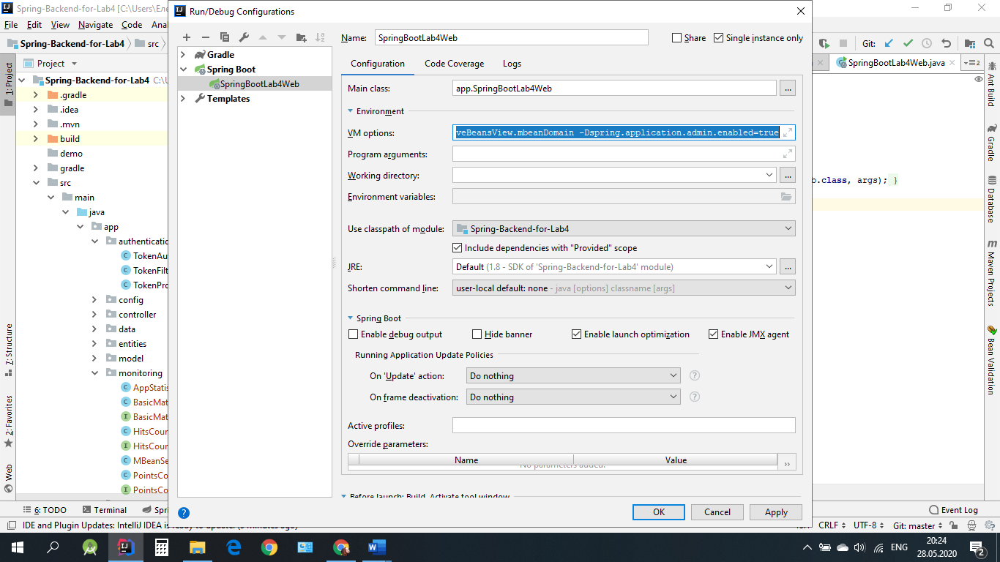 Spring-Backend-for-Lab4 [C:\Users\Еле
Run/Debug Configurations
File Edit View Navigate Code Anal
Spring-Backend-for-Lab4 src
Git:
Project
1: Project
Spring-Backend-for-Lab4 C:\U
.gradle
.idea
.mvn
build
demo
gradle
src
main
java
app
authenticatio
TokenAu
TokenFilt
TokenPro
config
controller
data
entities
model
monitoring
AppStatis
BasicMat
BasicMat
HitsCour
HitsCour
MBeanSe
PointsCo
PointsCo
7: Structure
2: Favorites
Web
Gradle
Spring Boot
SpringBootLab4Web
Templates
Name: SpringBootLab4Web Share Single instance only
Configuration Code Coverage Logs
Main class: app.SpringBootLab4Web ...
Environment
VM options: veBeansView.mbeanDomain -Dspring.application.admin.enabled=true
Program arguments:
Working directory: ...
Environment variables:
Use classpath of module: Spring-Backend-for-Lab4
Include dependencies with "Provided" scope
JRE: Default (1.8 - SDK of 'Spring-Backend-for-Lab4' module) ...
Shorten command line: user-local default: none - java [options] classname [args]
Spring Boot
Enable debug output Hide banner Enable launch optimization Enable JMX agent
Running Application Update Policies
On 'Update' action: Do nothing ?
On frame deactivation: Do nothing ?
Active profiles:
Override parameters:
Name Value
No parameters added.
Before launch: Build, Activate tool window
? OK Cancel Apply
SpringBootLab4Web.java
2
b.class, args); }
Ant Build
Gradle
Database
Maven Projects
Bean Validation
6: TODO Terminal Spri Event Log
IDE and Plugin Updates: IntelliJ IDEA is ready to update. (5 minutes ago) CRLF UTF-8 Git: master
ENG 20:24
28.05.2020
2